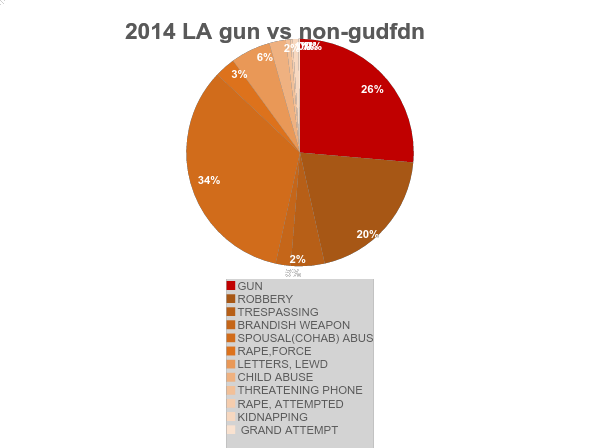 2014 LA gun vs non-gudfdn
2%
6%
3%
26%
34%
20%
2%
GUN
ROBBERY
TRESPASSING
BRANDISH WEAPON
SPOUSAL(COHAB) ABUS
RAPE,FORCE
LETTERS, LEWD
CHILD ABUSE
THREATENING PHONE
RAPE, ATTEMPTED
KIDNAPPING
GRAND ATTEMPT